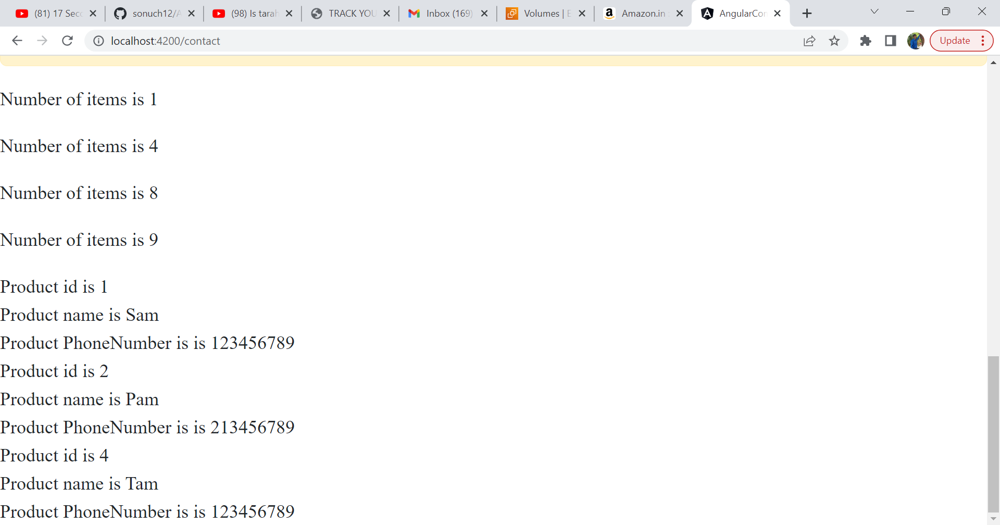 (81) 17 Sec
sonuch12/A
(98) Is tarah
TRACK YOU
Inbox (169)
Volumes | E
Amazon.in
AngularCon
localhost:4200/contact
Update
Number of items is 1
Number of items is 4
Number of items is 8
Number of items is 9
Product id is 1
Product name is Sam
Product PhoneNumber is is 123456789
Product id is 2
Product name is Pam
Product PhoneNumber is is 213456789
Product id is 4
Product name is Tam
Product PhoneNumber is is 123456789